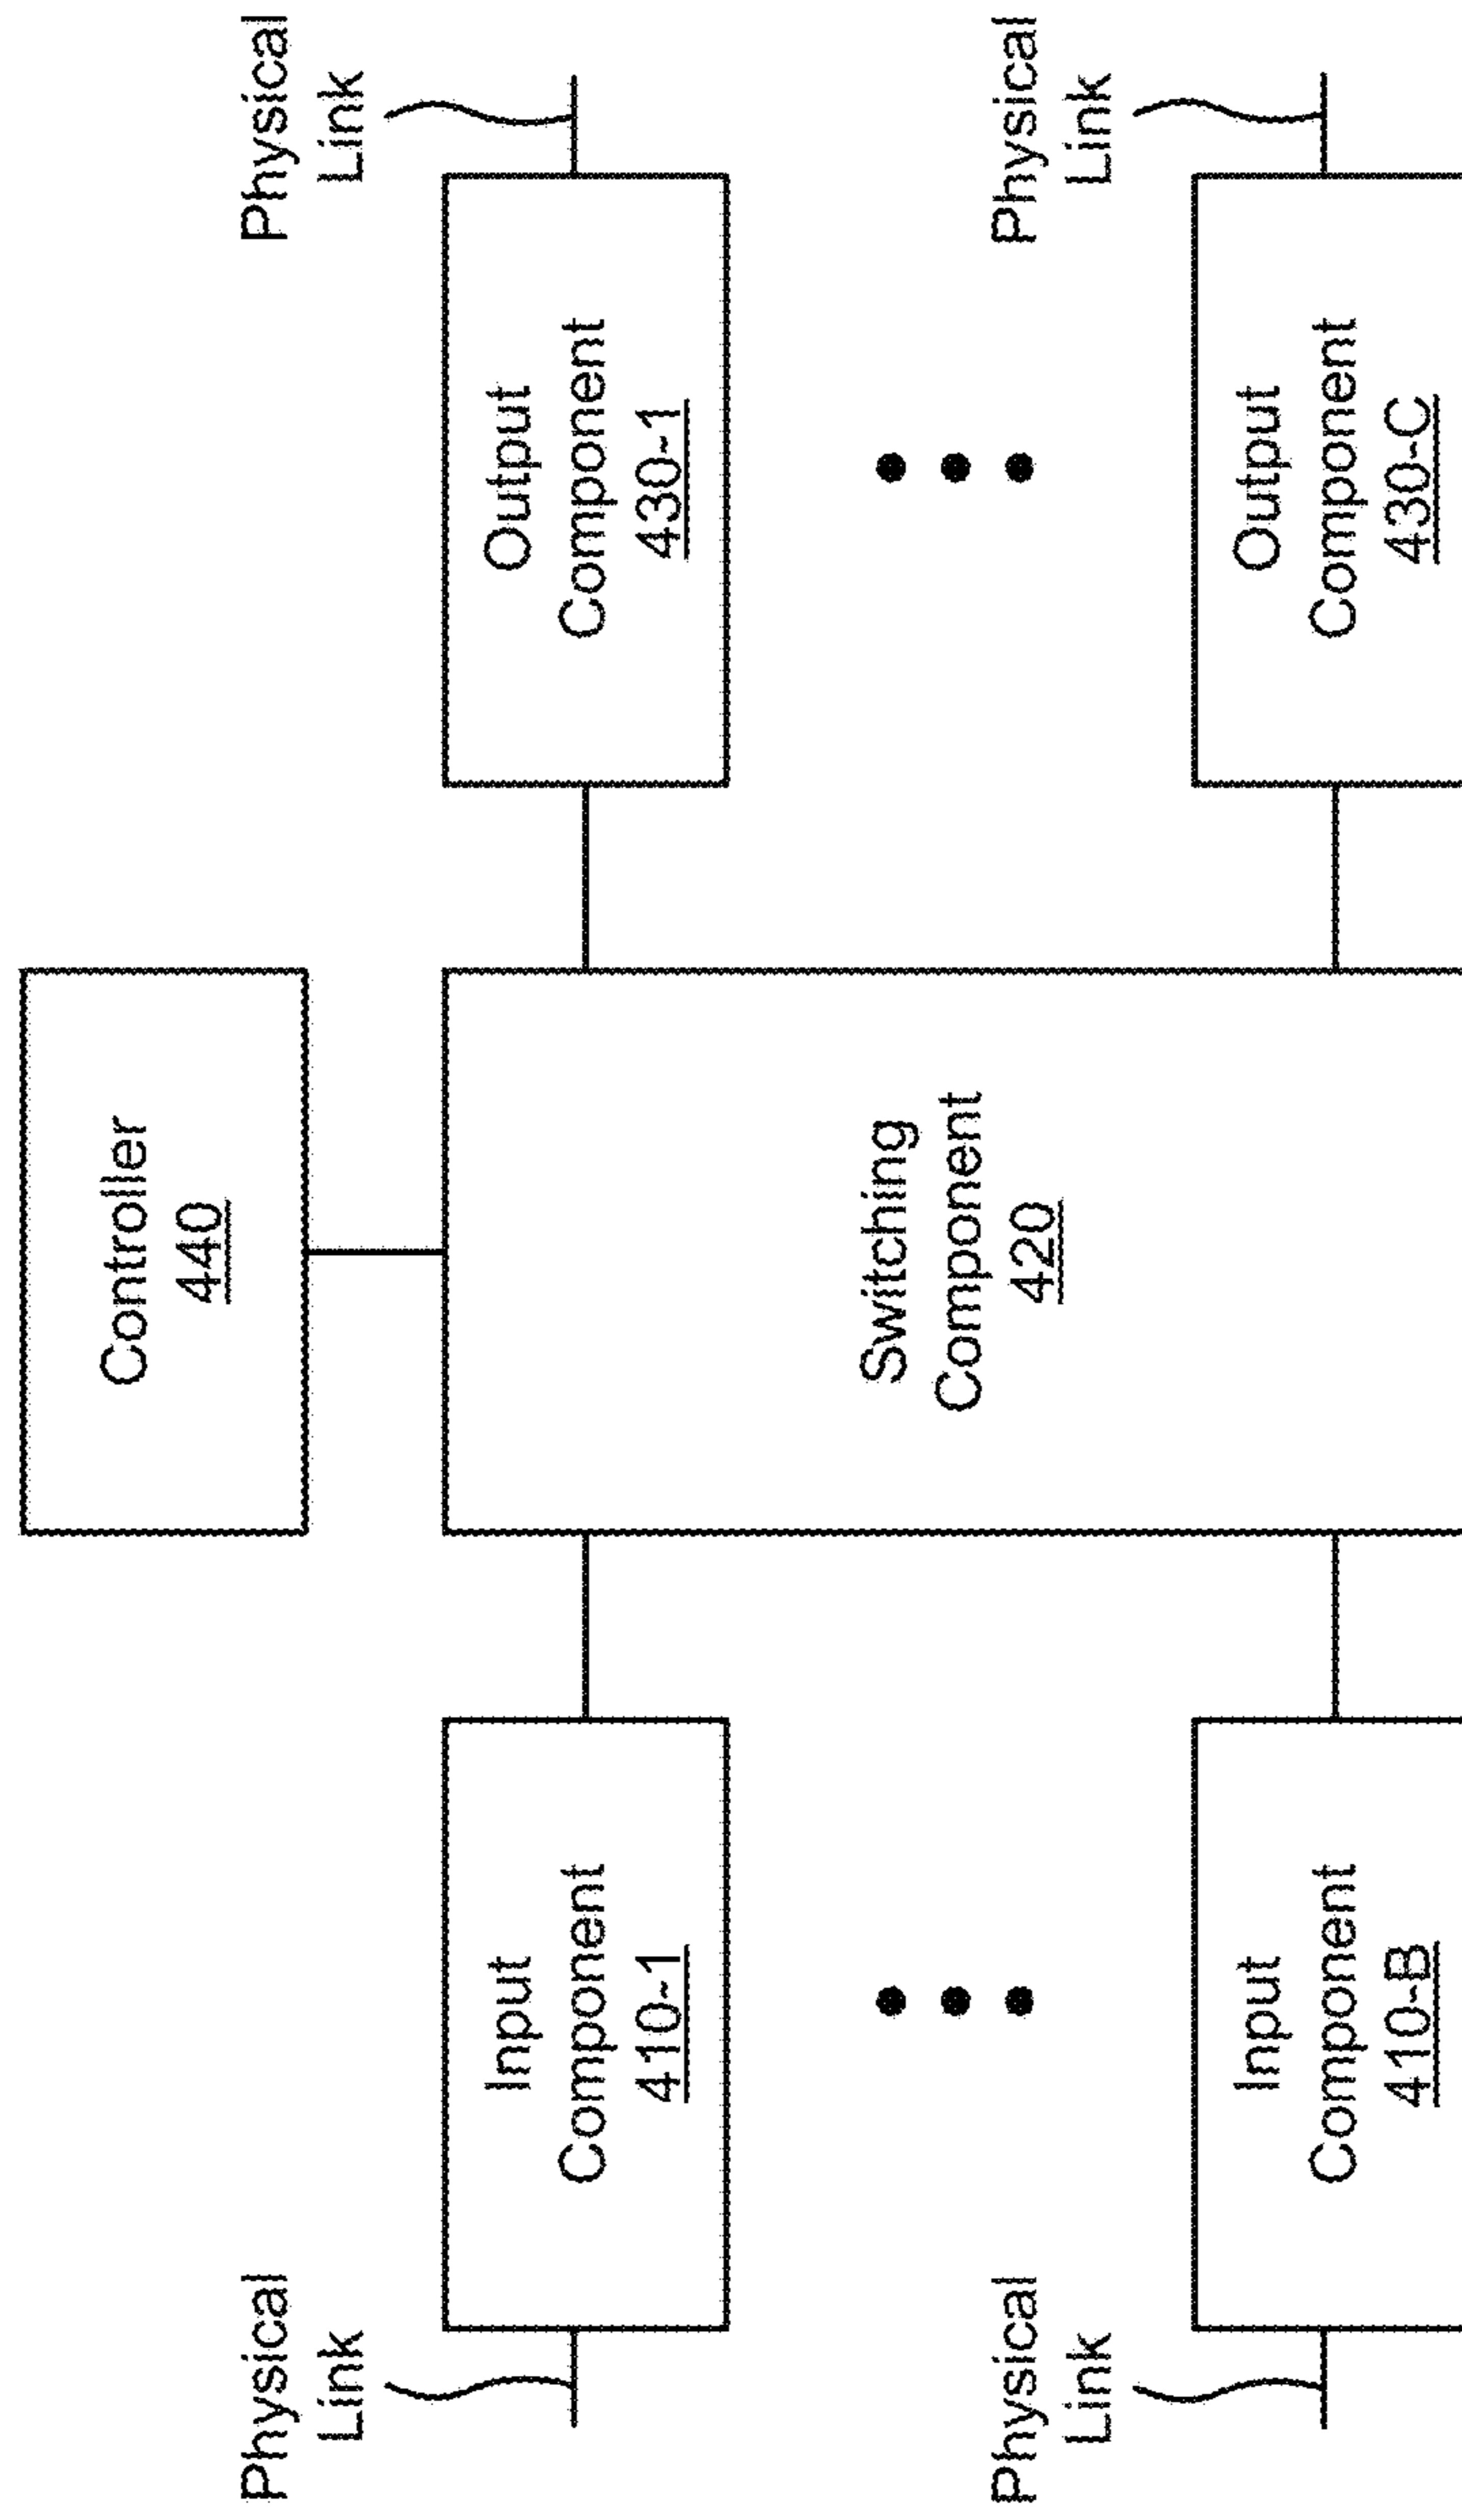 Controller
440
Physical
Link
Input
Component
410-1
Output
Component
430-1
Physical
Link
Switching
Component
420
Physical
Link
Input
Component
410-B
Output
Component
430-C
Physical
Link